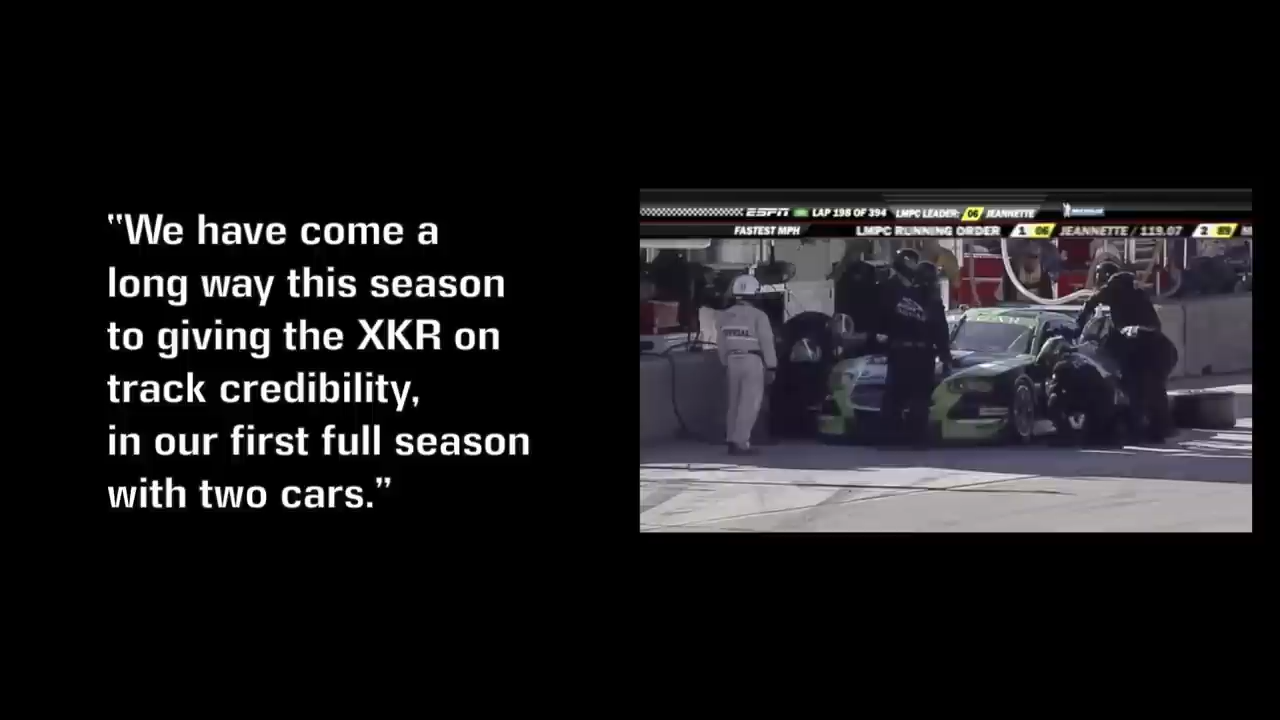 “We have come a
long way this season
to giving the XKR on
track credibility,
in our first full season
with two cars.”
ESPN LAP 198 OF 394 LMPC LEADER: 06 JEANNETTE
FASTEST MPH LMPC RUNNING ORDER 1 06 JEANNETTE / 119.07 2 89
OFFICIAL